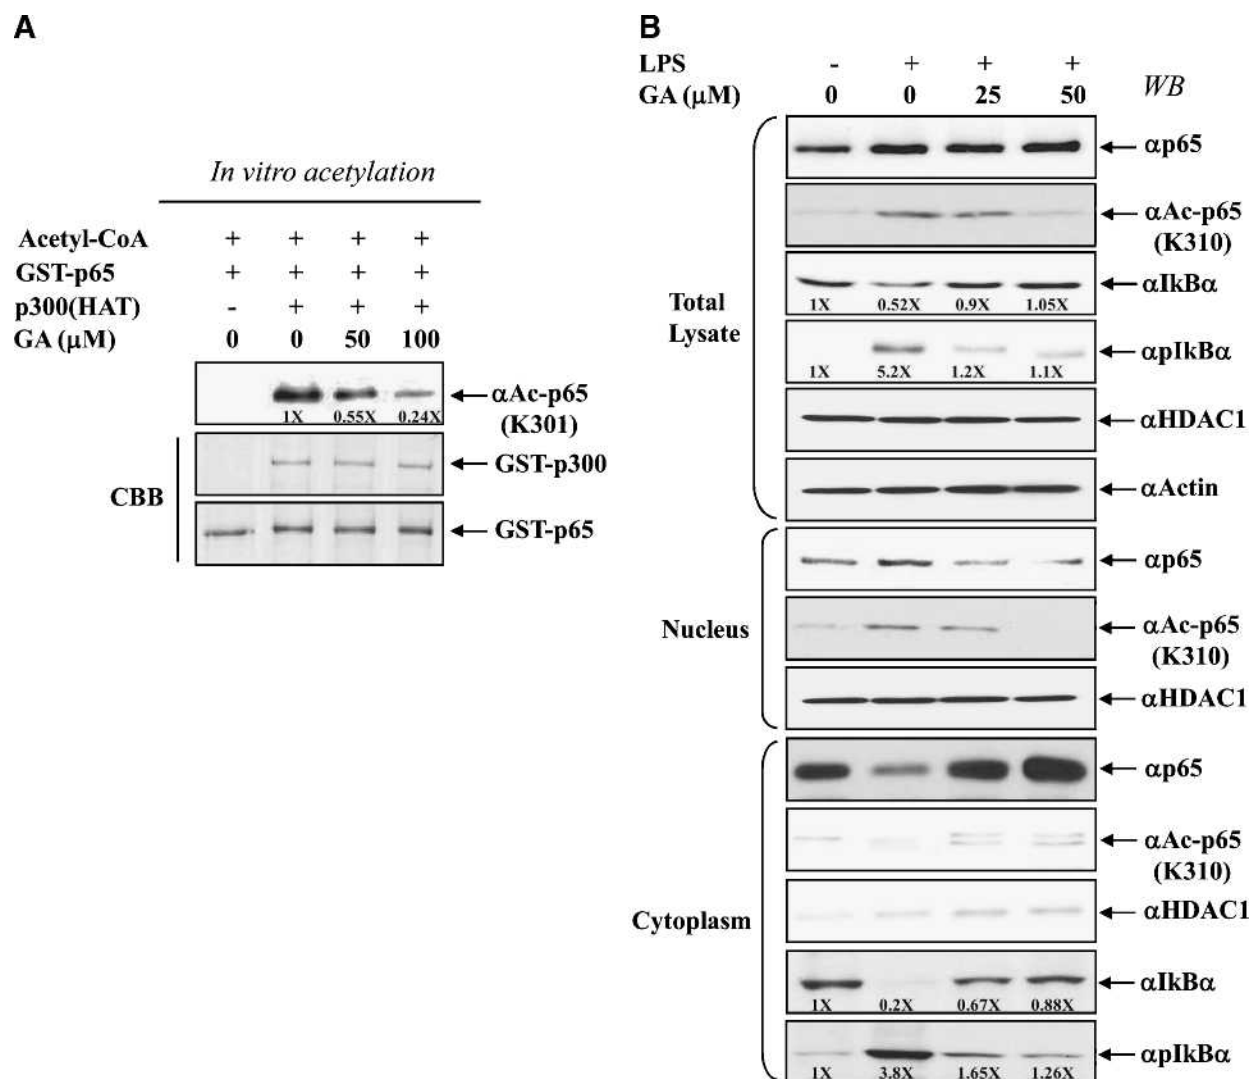 A
In vitro acetylation
Acetyl-CoA + + + +
GST-p65 + + + +
p300(HAT) - + + +
GA (μM) 0 0 50 100
αAc-p65
(K301)
1X 0.55X 0.24X
CBB
GST-p300
GST-p65
B
LPS - + + +
GA (μM) 0 0 25 50 WB
Total
Lysate
αp65
αAc-p65
(K310)
αIkBα
1X 0.52X 0.9X 1.05X
αpIkBα
1X 5.2X 1.2X 1.1X
αHDAC1
αActin
Nucleus
αp65
αAc-p65
(K310)
αHDAC1
Cytoplasm
αp65
αAc-p65
(K310)
αHDAC1
αIkBα
1X 0.2X 0.67X 0.88X
αpIkBα
1X 3.8X 1.65X 1.26X